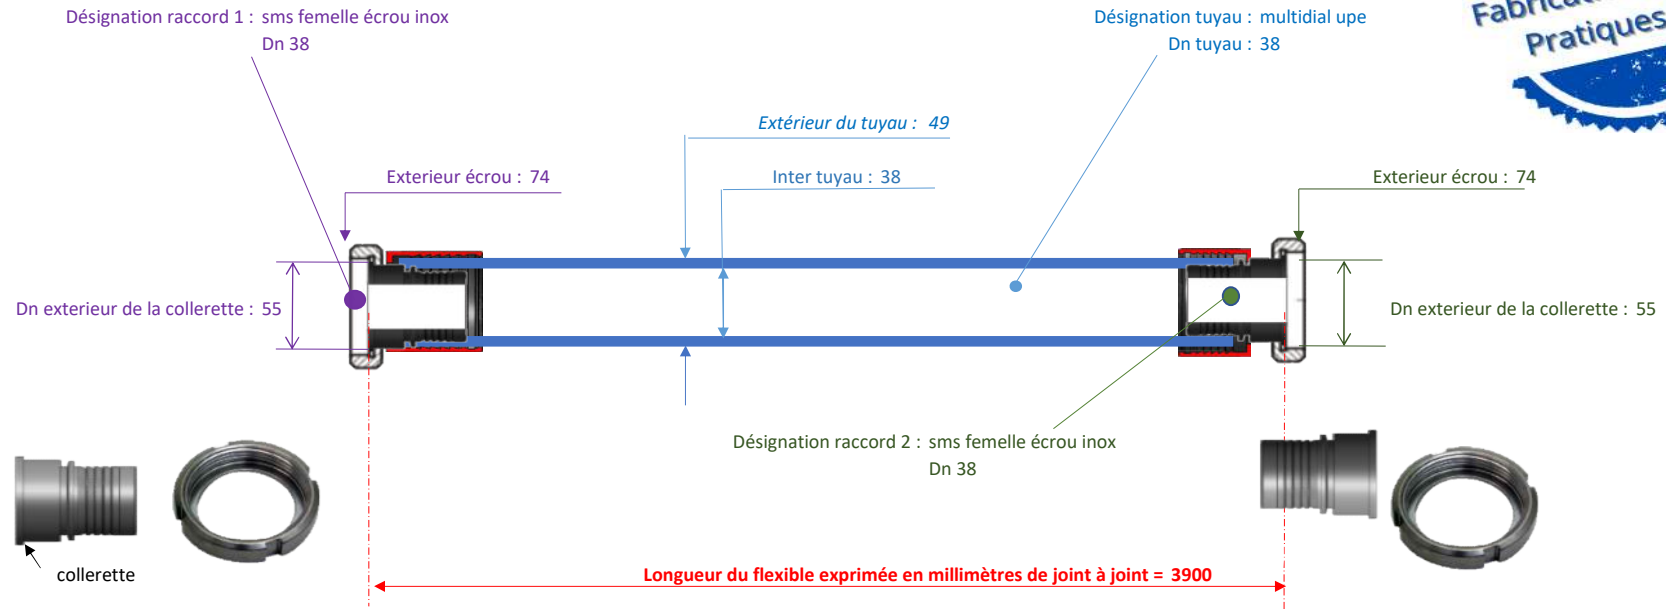 Désignation raccord 1 : sms femelle écrou inox
Dn 38
Désignation tuyau : multidial upe
Dn tuyau : 38
Pratiques
Extérieur du tuyau : 49
Exterieur écrou : 74
Inter tuyau : 38
Exterieur écrou : 74
Dn exterieur de la collerette : 55
Dn exterieur de la collerette : 55
Désignation raccord 2 : sms femelle écrou inox
Dn 38
collerette
Longueur du flexible exprimée en millimètres de joint à joint = 3900